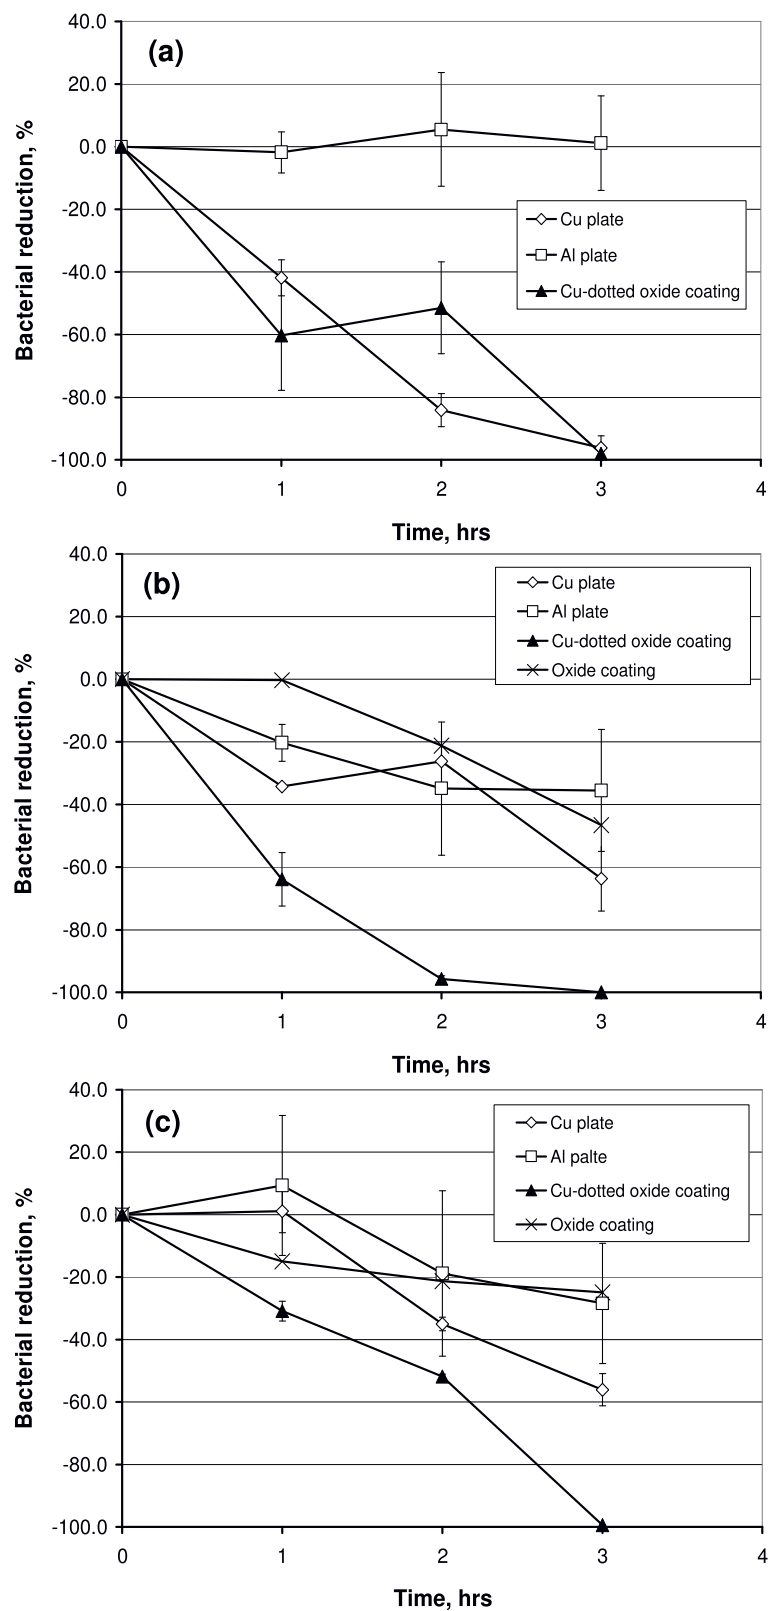 (a)
40.0
20.0
0.0
-20.0
-40.0
-60.0
-80.0
-100.0
Bacterial reduction, %
Cu plate
Al plate
Cu-dotted oxide coating
0 1 2 3 4
Time, hrs
(b)
40.0
20.0
0.0
-20.0
-40.0
-60.0
-80.0
-100.0
Bacterial reduction, %
Cu plate
Al plate
Cu-dotted oxide coating
Oxide coating
0 1 2 3 4
Time, hrs
(c)
40.0
20.0
0.0
-20.0
-40.0
-60.0
-80.0
-100.0
Bacterial reduction, %
Cu plate
Al palte
Cu-dotted oxide coating
Oxide coating
0 1 2 3 4
Time, hrs